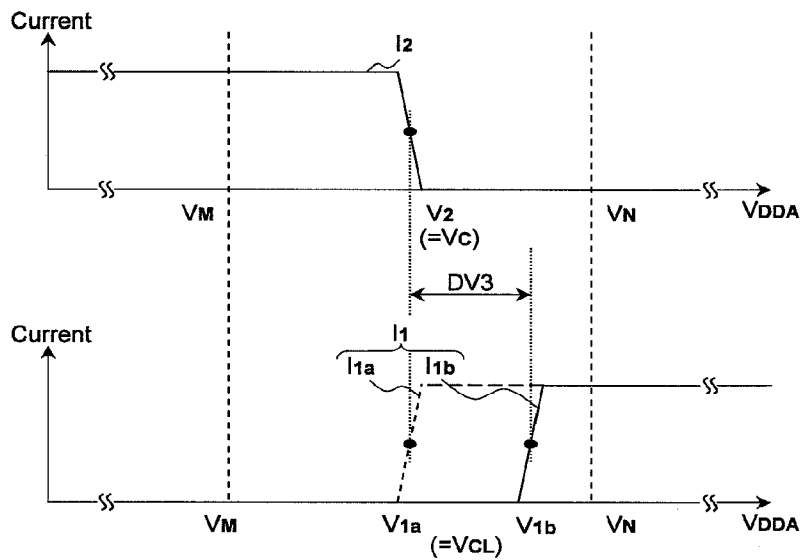 Current
I2
VM
V2
VN
VDDA
(=VC)
DV3
Current
I1
I1a
I1b
VM
V1a
V1b
VN
VDDA
(=VCL)